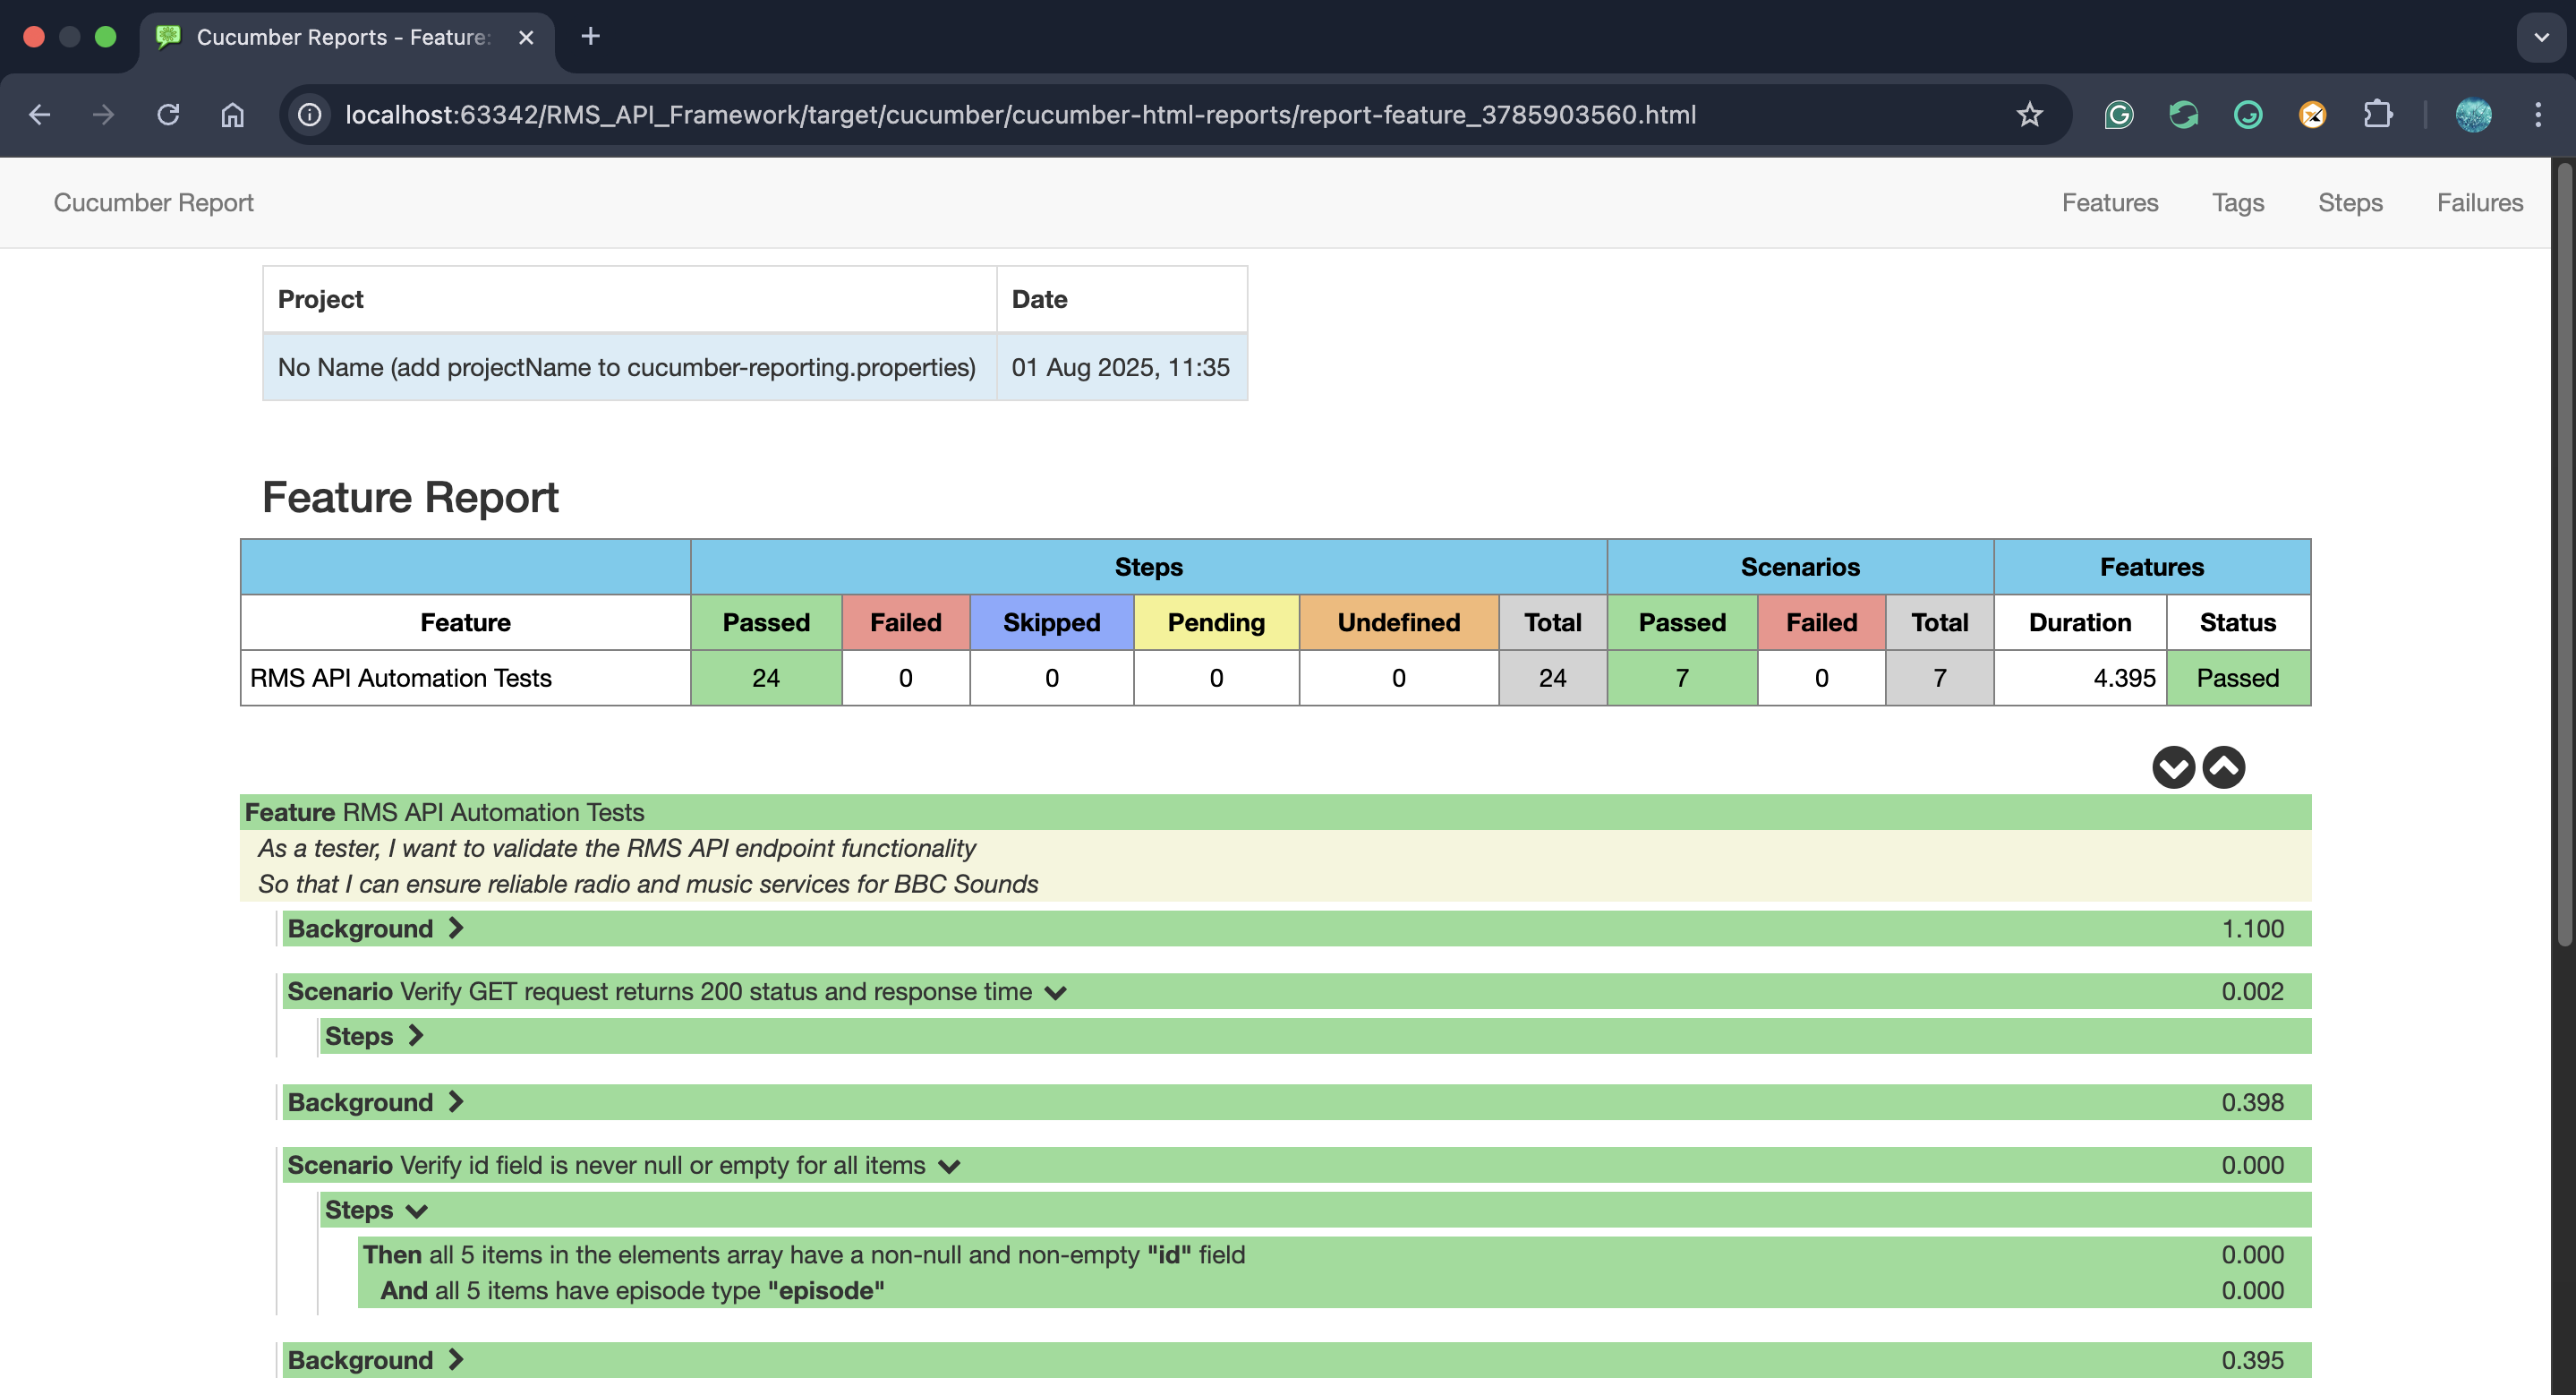 Cucumber Reports - Feature:
localhost:63342/RMS_API_Framework/target/cucumber/cucumber-html-reports/report-feature_3785903560.html
Cucumber Report Features Tags Steps Failures
Project Date
No Name (add projectName to cucumber-reporting.properties) 01 Aug 2025, 11:35
Feature Report
Steps Scenarios Features
Feature Passed Failed Skipped Pending Undefined Total Passed Failed Total Duration Status
RMS API Automation Tests 24 0 0 0 0 24 7 0 7 4.395 Passed
Feature RMS API Automation Tests
As a tester, I want to validate the RMS API endpoint functionality
So that I can ensure reliable radio and music services for BBC Sounds
Background 1.100
Scenario Verify GET request returns 200 status and response time 0.002
Steps
Background 0.398
Scenario Verify id field is never null or empty for all items 0.000
Steps
Then all 5 items in the elements array have a non-null and non-empty "id" field 0.000
And all 5 items have episode type "episode" 0.000
Background 0.395